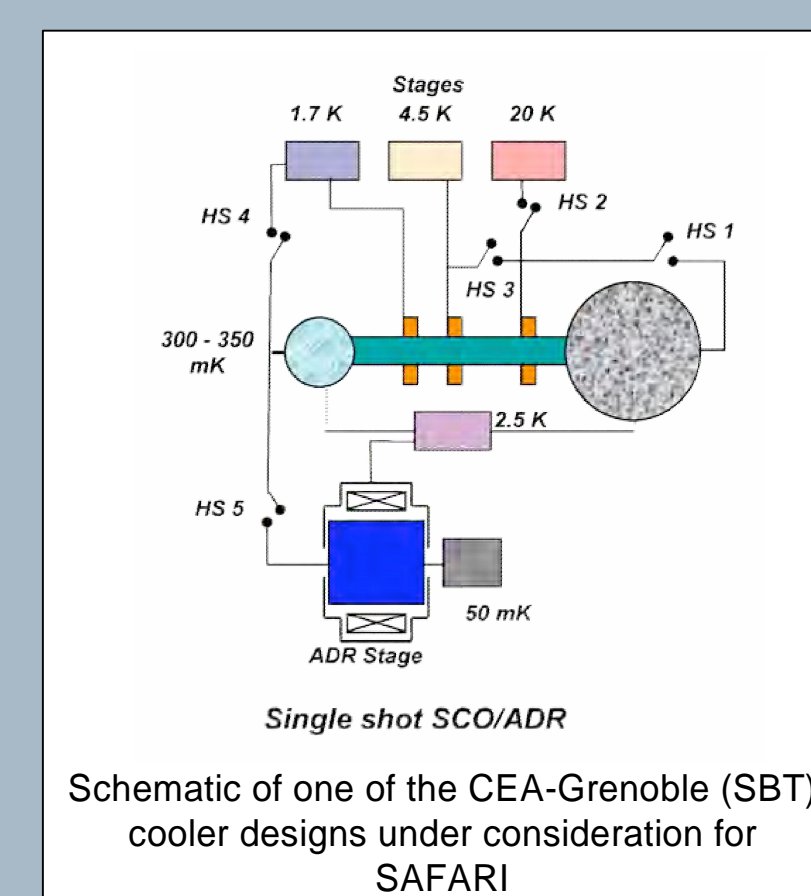 Stages
1.7 K 4.5 K 20 K
HS 4
HS 2
HS 1
HS 3
300 - 350
mK
2.5 K
HS 5
50 mK
ADR Stage
Single shot SCO/ADR
Schematic of one of the CEA-Grenoble (SBT)
cooler designs under consideration for
SAFARI